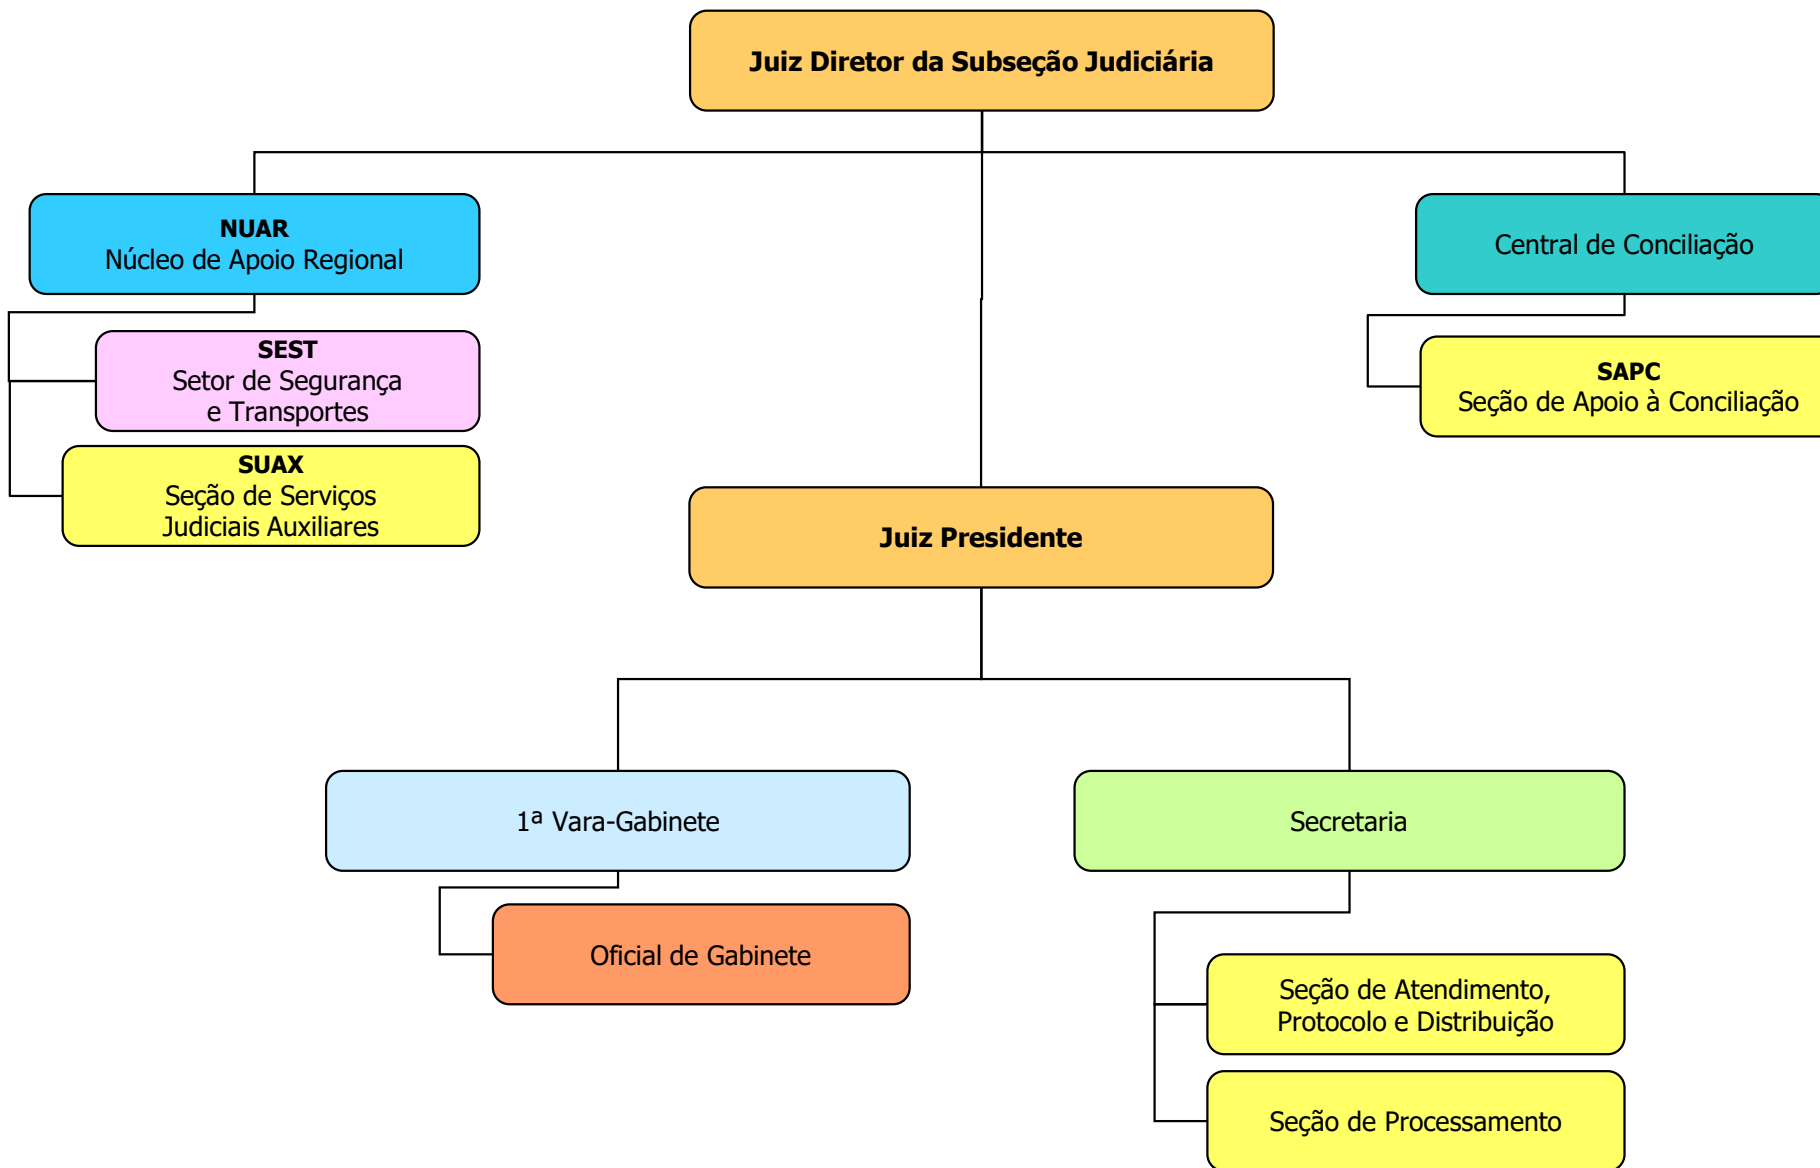 Juiz Diretor da Subseção Judiciária
NUAR
Núcleo de Apoio Regional
Central de Conciliação
SEST
Setor de Segurança
e Transportes
SAPC
Seção de Apoio à Conciliação
SUAX
Seção de Serviços
Judiciais Auxiliares
Juiz Presidente
1ª Vara-Gabinete
Secretaria
Oficial de Gabinete
Seção de Atendimento,
Protocolo e Distribuição
Seção de Processamento